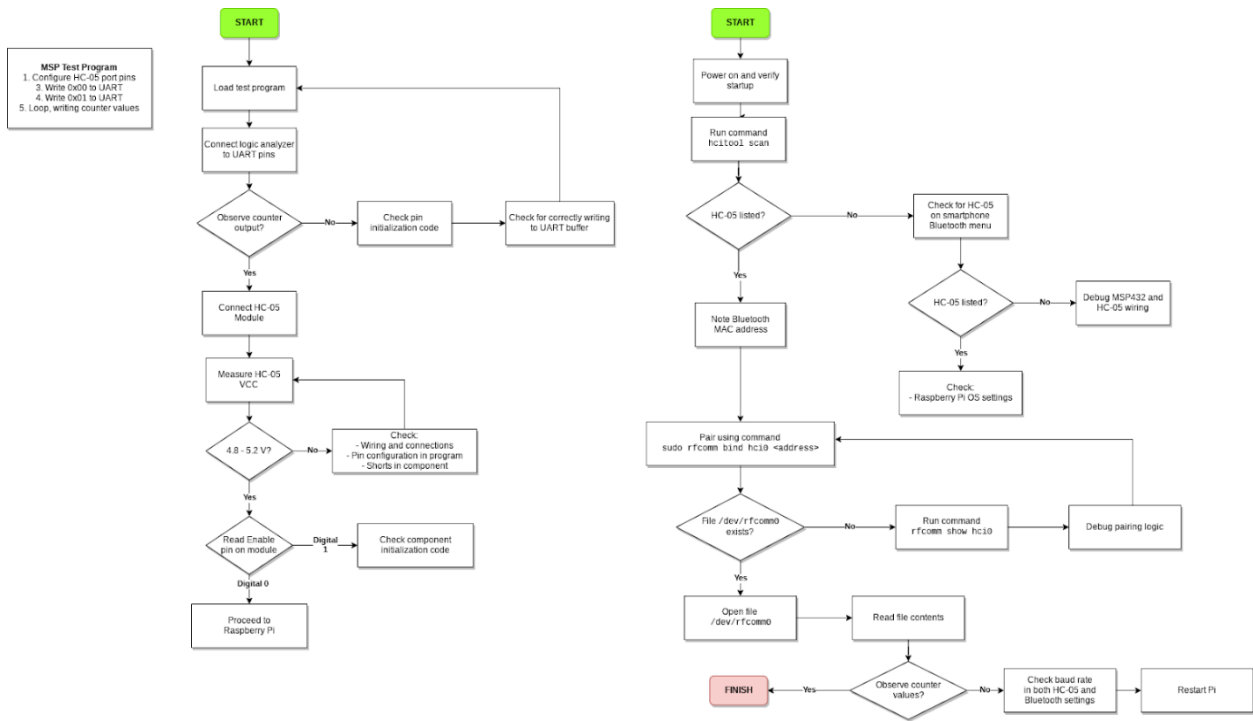 MSP Test Program
1. Configure HC-05 port pins
3. Write 0x00 to UART
4. Write 0x01 to UART
5. Loop, writing counter values
START
Load test program
Connect logic analyzer
to UART pins
Observe counter
output?
No
Check pin
initialization code
Check for correctly writing
to UART buffer
Yes
Connect HC-05
Module
Measure HC-05
VCC
4.8 - 5.2 V?
No
Check:
- Wiring and connections
- Pin configuration in program
- Shorts in component
Yes
Read Enable
pin on module
Digital
1
Check component
initialization code
Digital 0
Proceed to
Raspberry Pi
START
Power on and verify
startup
Run command
hcitool scan
HC-05 listed?
No
Check for HC-05
on smartphone
Bluetooth menu
HC-05 listed?
No
Debug MSP432 and
HC-05 wiring
Yes
Check:
- Raspberry Pi OS settings
Yes
Note Bluetooth
MAC address
Pair using command
sudo rfcomm bind hci0 <address>
File /dev/rfcomm0
exists?
No
Run command
rfcomm show hci0
Debug pairing logic
Yes
Open file
/dev/rfcomm0
Read file contents
Observe counter
values?
Yes
FINISH
No
Check baud rate
in both HC-05 and
Bluetooth settings
Restart Pi